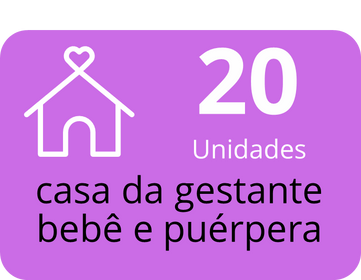 20
Unidades
casa da gestante
bebê e puérpera